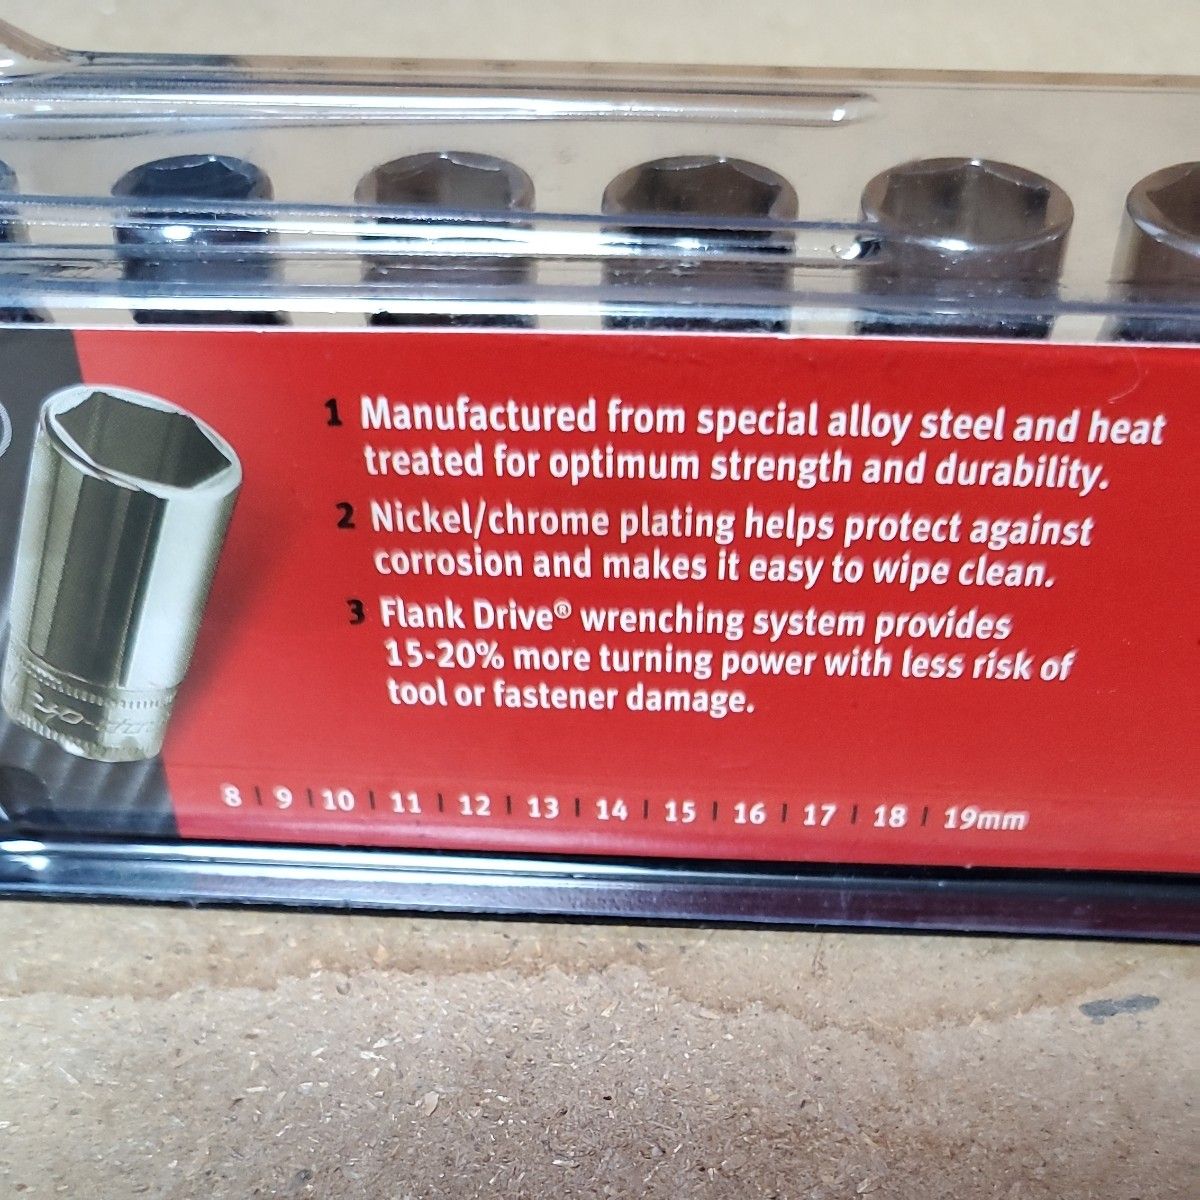 1 Manufactured from special alloy steel and heat
treated for optimum strength and durability.
2 Nickel/chrome plating helps protect against
corrosion and makes it easy to wipe clean.
3 Flank Drive® wrenching system provides
15-20% more turning power with less risk of
tool or fastener damage.
8 | 9 | 10 | 11 | 12 | 13 | 14 | 15 | 16 | 17 | 18 | 19mm